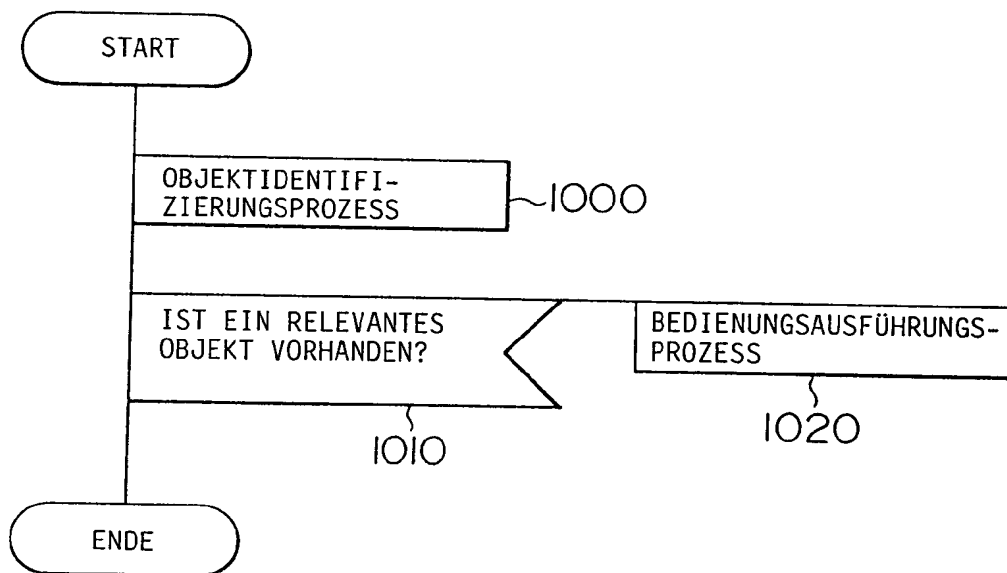 START
OBJEKTIDENTIFI-
ZIERUNGSPROZESS
1000
IST EIN RELEVANTES
OBJEKT VORHANDEN?
1010
BEDIENUNGSAUSFÜHRUNGS-
PROZESS
1020
ENDE